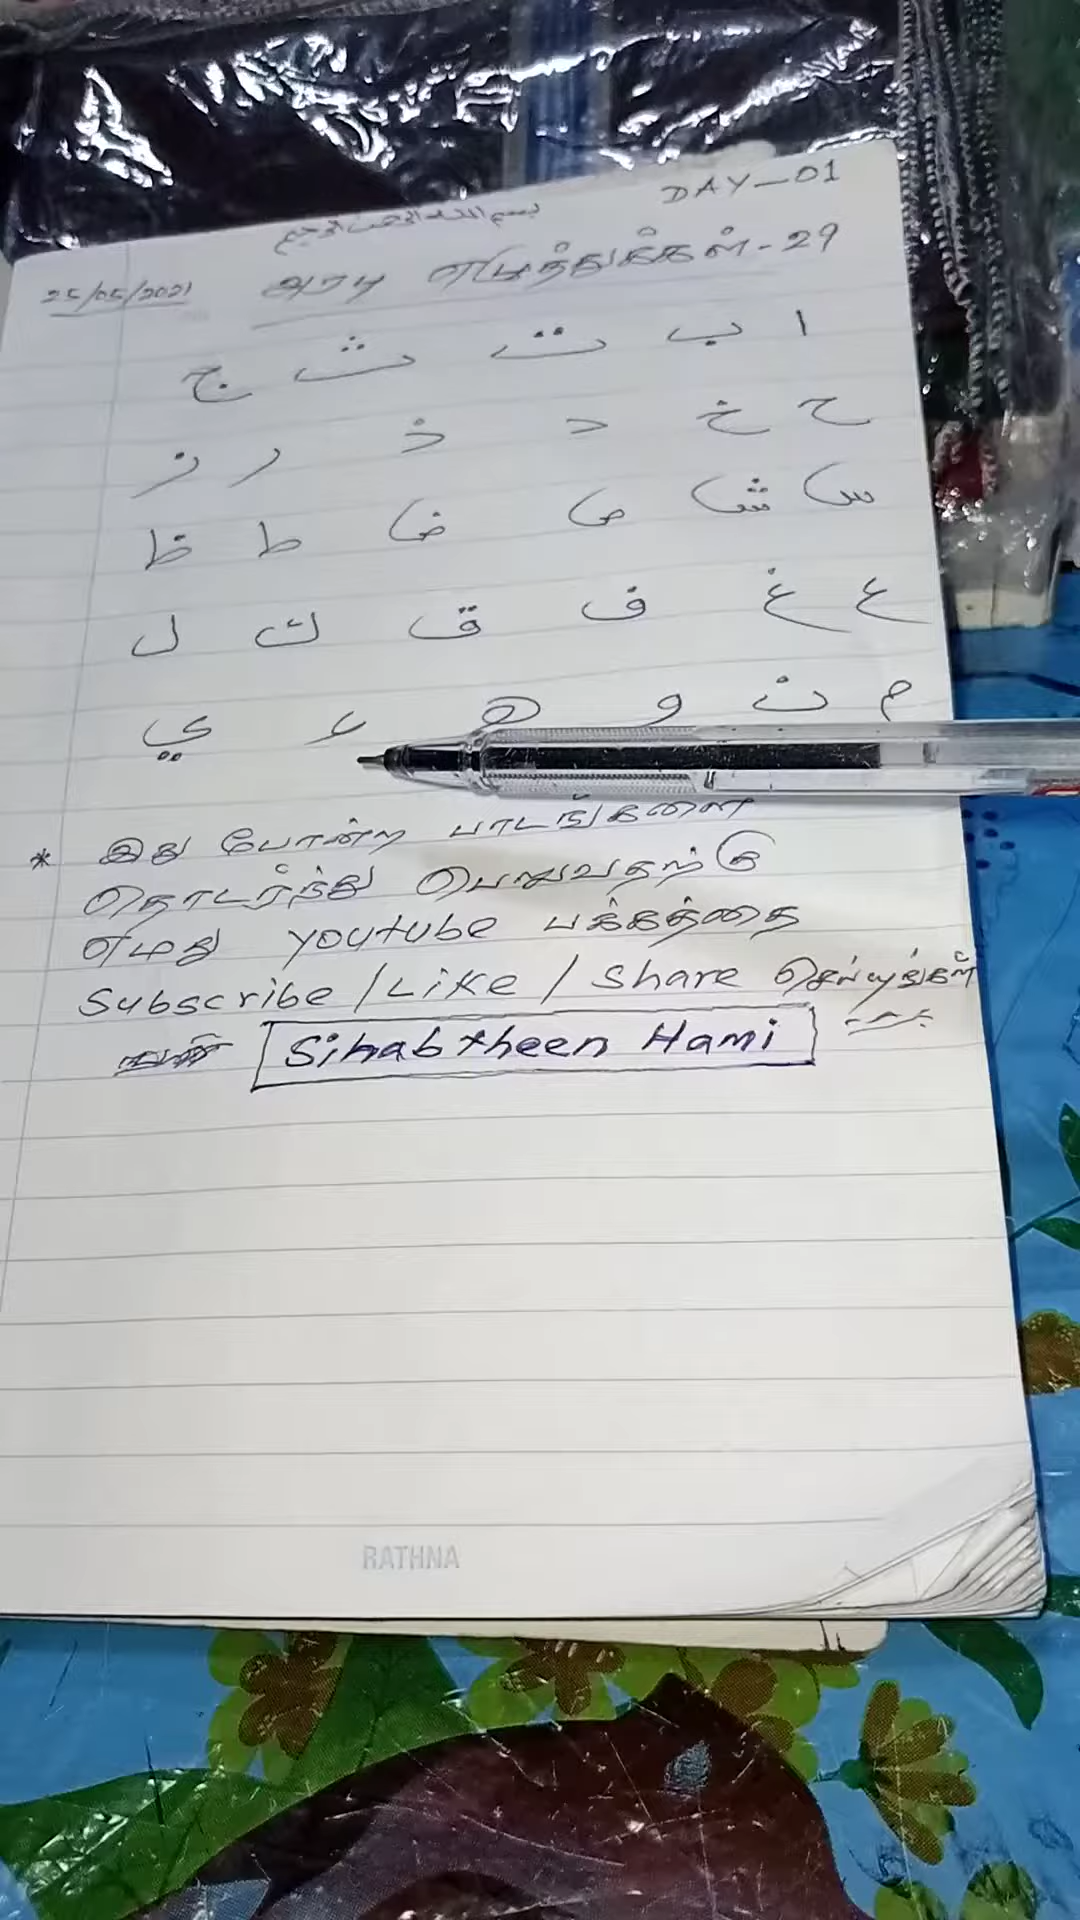 DAY-01
بسم الله الرحمن الرحيم
25/05/2021
அரபு எழுத்துக்கள்-29
ا ب ت ث ج
ح خ د ذ ر ز
س ش ص ض ط ظ
ع غ ف ق ك ل
م ن و ه ء ي
* இது போன்ற பாடங்களை
தொடர்ந்து பெறுவதற்கு
எமது youtube பக்கத்தை
Subscribe / Like / Share செய்யுங்கள்
Sihabtheen Hami
RATHNA